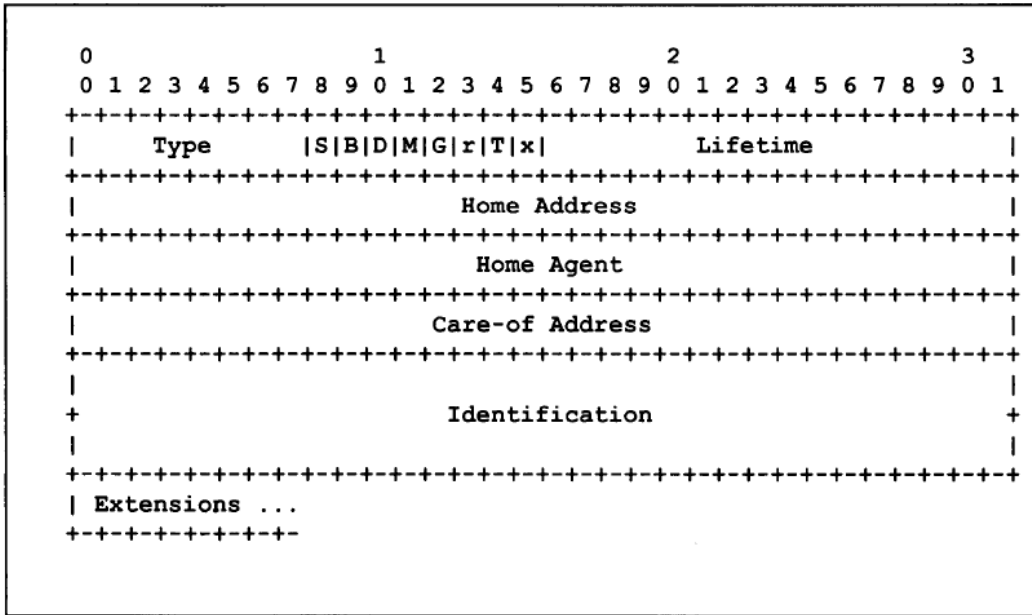 0                   1                   2                   3
 0 1 2 3 4 5 6 7 8 9 0 1 2 3 4 5 6 7 8 9 0 1 2 3 4 5 6 7 8 9 0 1
+-+-+-+-+-+-+-+-+-+-+-+-+-+-+-+-+-+-+-+-+-+-+-+-+-+-+-+-+-+-+-+-+
|     Type      |S|B|D|M|G|r|T|x|          Lifetime             |
+-+-+-+-+-+-+-+-+-+-+-+-+-+-+-+-+-+-+-+-+-+-+-+-+-+-+-+-+-+-+-+-+
|                          Home Address                         |
+-+-+-+-+-+-+-+-+-+-+-+-+-+-+-+-+-+-+-+-+-+-+-+-+-+-+-+-+-+-+-+-+
|                           Home Agent                          |
+-+-+-+-+-+-+-+-+-+-+-+-+-+-+-+-+-+-+-+-+-+-+-+-+-+-+-+-+-+-+-+-+
|                        Care-of Address                        |
+-+-+-+-+-+-+-+-+-+-+-+-+-+-+-+-+-+-+-+-+-+-+-+-+-+-+-+-+-+-+-+-+
|                                                               |
+                         Identification                        +
|                                                               |
+-+-+-+-+-+-+-+-+-+-+-+-+-+-+-+-+-+-+-+-+-+-+-+-+-+-+-+-+-+-+-+-+
| Extensions ...
+-+-+-+-+-+-+-+-